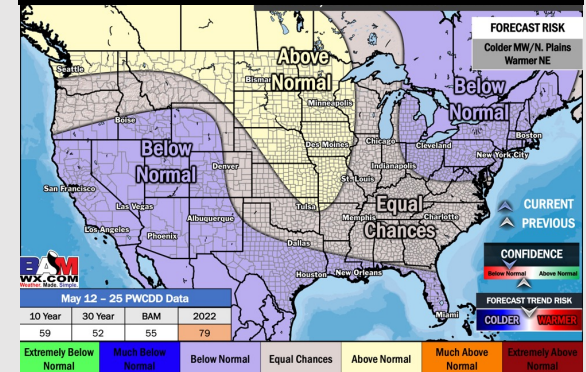 FORECAST RISK
Colder MW/N. Plains
Warmer NE
Seattle
Above
Normal
Bismar
Minneapolis
Below
Normal
Boise
Below
Normal
Des Moines
Chicago
Cleveland
Boston
New York City
Denver
Indianapolis
San Francisco
St. Louis
Las Vegas
Equal
Chances
Tulsa
Albuquerque
Memphis
Charlotte
Los Angeles
Phoenix
Dallas
CURRENT
PREVIOUS
Houston
New Orleans
Miami
CONFIDENCE
Below Normal
Above Normal
FORECAST TREND RISK
COLDER
WARMER
BAM
WX.COM
Weather. Made. Simple.
May 12 – 25 PWCDD Data
10 Year 30 Year BAM 2022
59 52 55 79
Extremely Below Normal
Much Below Normal
Below Normal
Equal Chances
Above Normal
Much Above Normal
Extremely Above Normal